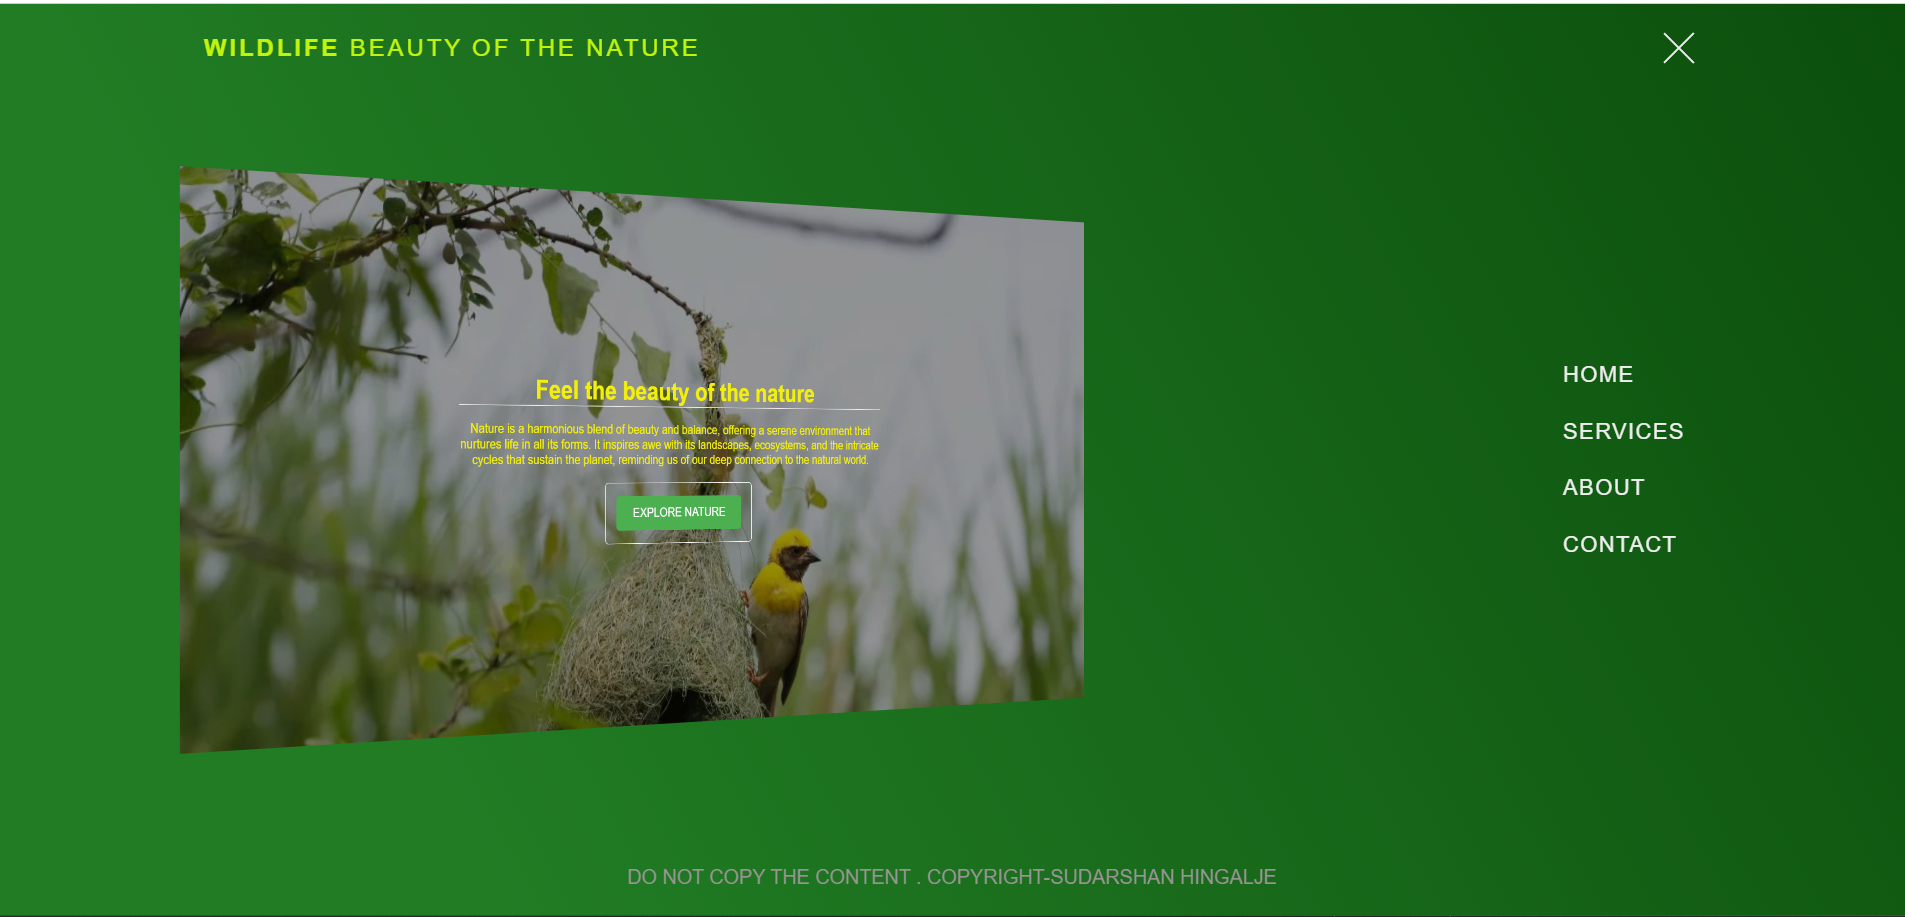 WILDLIFE BEAUTY OF THE NATURE
Feel the beauty of the nature
Nature is a harmonious blend of beauty and balance, offering a serene environment that
nurtures life in all its forms. It inspires awe with its landscapes, ecosystems, and the intricate
cycles that sustain the planet, reminding us of our deep connection to the natural world.
EXPLORE NATURE
HOME
SERVICES
ABOUT
CONTACT
DO NOT COPY THE CONTENT . COPYRIGHT-SUDARSHAN HINGALJE